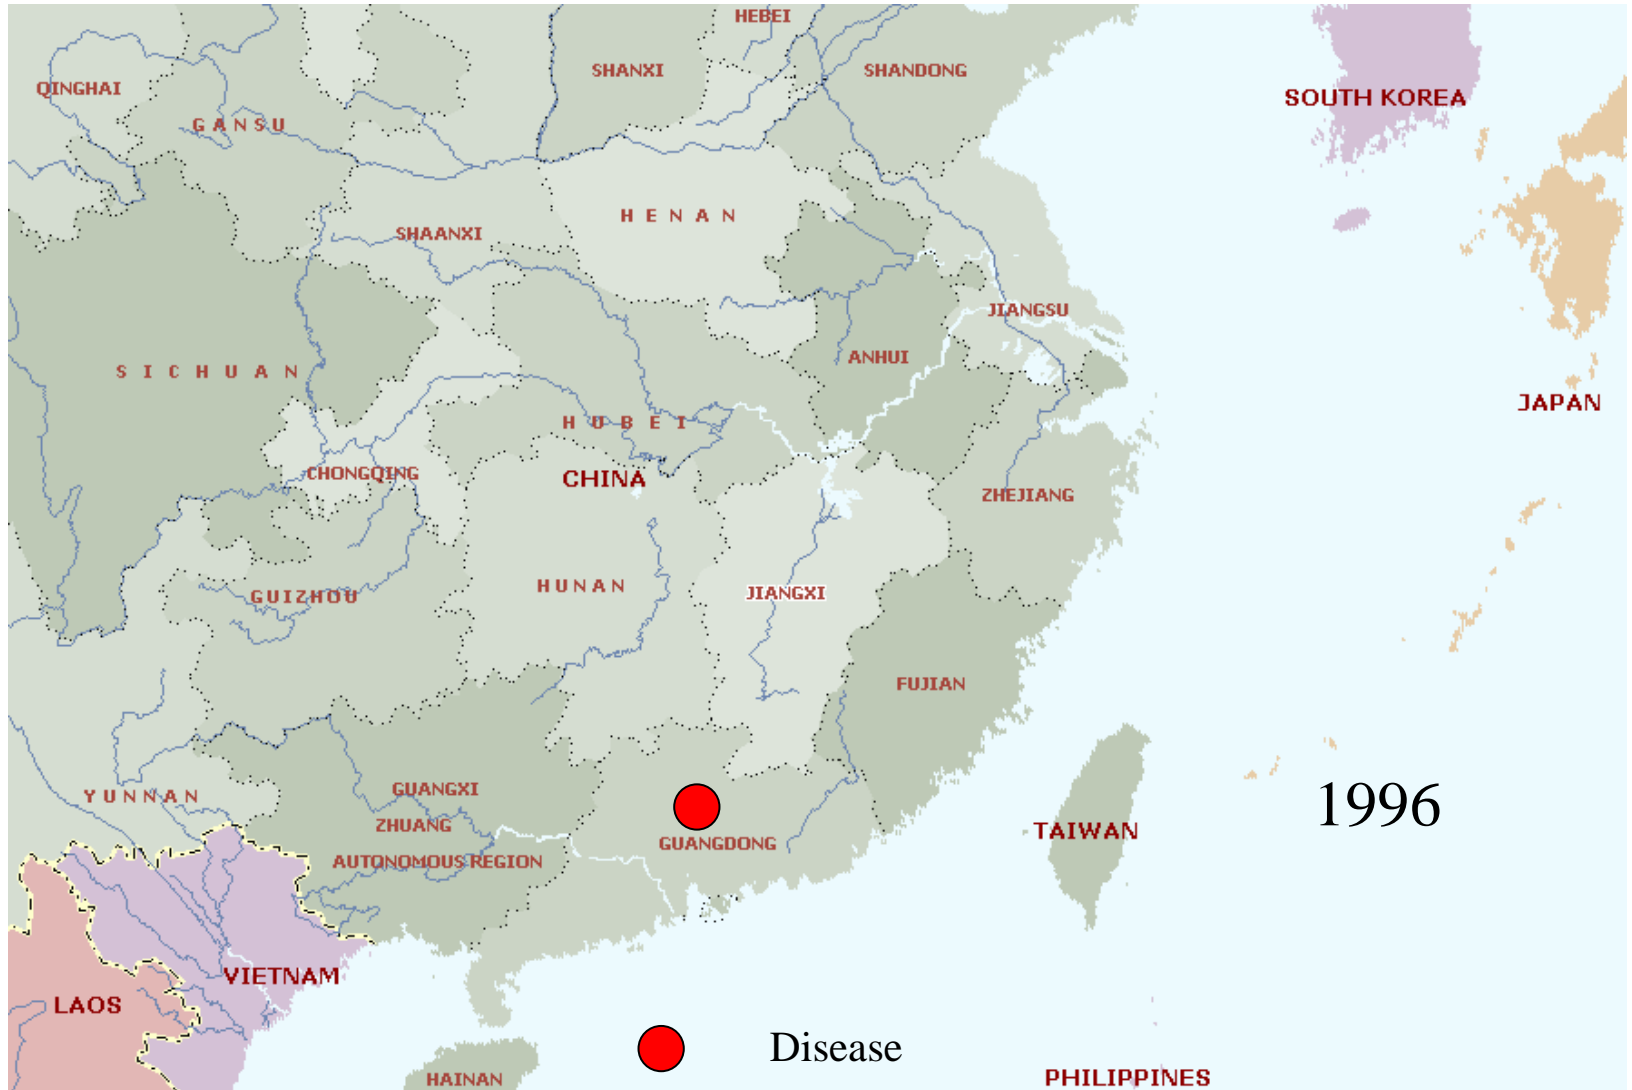 HEBEI
SHANXI
SHANDONG
QINGHAI
SOUTH KOREA
GANSU
HENAN
SHAANXI
JIANGSU
ANHUI
SICHUAN
JAPAN
HUBEI
CHONGQING
CHINA
ZHEJIANG
HUNAN
JIANGXI
GUIZHOU
FUJIAN
GUANGXI
ZHUANG
AUTONOMOUS REGION
YUNNAN
1996
TAIWAN
GUANGDONG
VIETNAM
LAOS
Disease
HAINAN
PHILIPPINES